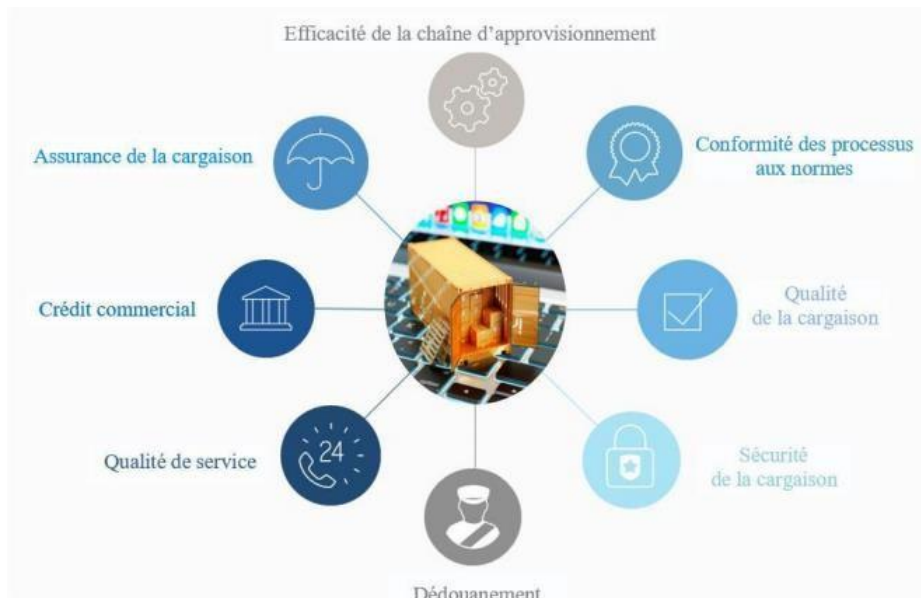 Efficacité de la chaîne d'approvisionnement
Assurance de la cargaison
Conformité des processus
aux normes
Crédit commercial
Qualité
de la cargaison
24
Qualité de service
Sécurité
de la cargaison
Dédouanement